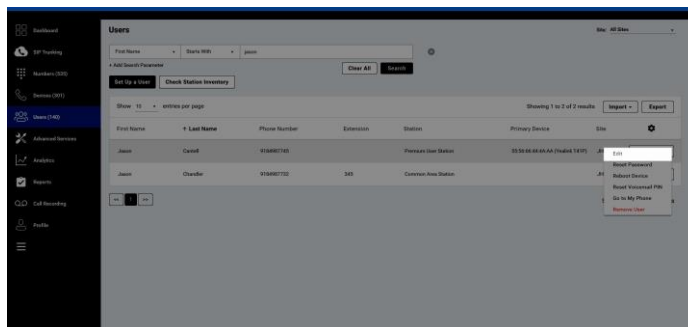 Dashboard
SIP Trunking
Numbers (535)
Devices (301)
Users (140)
Advanced Services
Analytics
Reports
Call Recording
Profile
Users
Site: All Sites
First Name Starts With jason
+ Add Search Parameter
Clear All Search
Set Up a User Check Station Inventory
Show 10 entries per page Showing 1 to 2 of 2 results Import Export
First Name Last Name Phone Number Extension Station Primary Device Site
Jason Premium User Station
Jason Chandler 345 Common Area Station
« 1 »
Edit
Reset Password
Reboot Device
Reset Voicemail PIN
Go to My Phone
Remove User